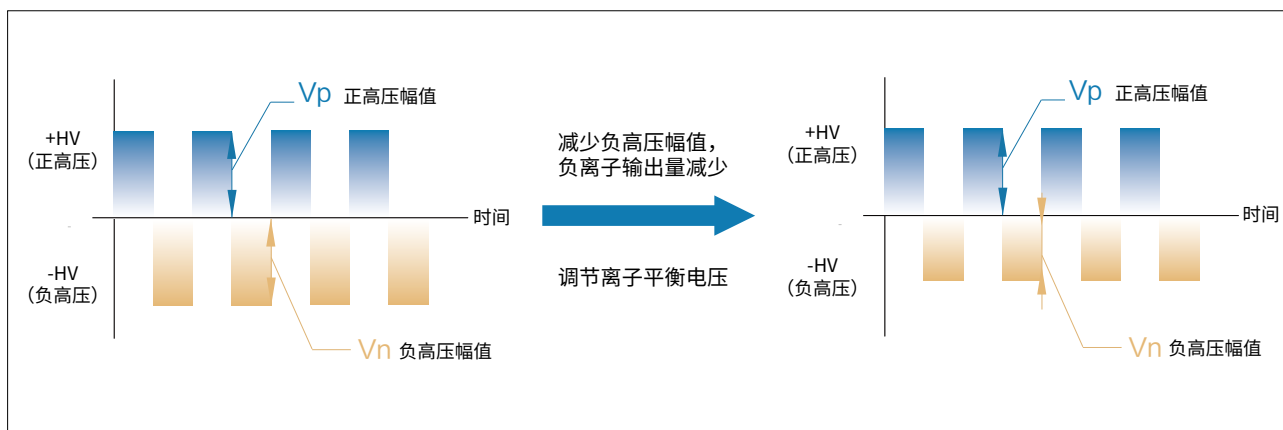 Vp 正高压幅值
+HV
（正高压）
时间
-HV
（负高压）
Vn 负高压幅值
减少负高压幅值，
负离子输出量减少
调节离子平衡电压
Vp 正高压幅值
+HV
（正高压）
时间
-HV
（负高压）
Vn 负高压幅值